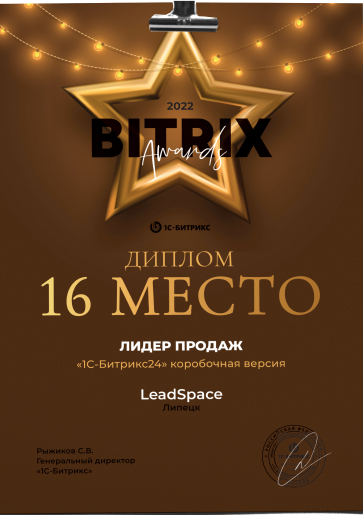 2022
BITRIX
Awards
1С-БИТРИКС
ДИПЛОМ
16 МЕСТО
ЛИДЕР ПРОДАЖ
«1С-Битрикс24» коробочная версия
LeadSpace
Липецк
Рыжиков С.В.
Генеральный директор
«1С-Битрикс»